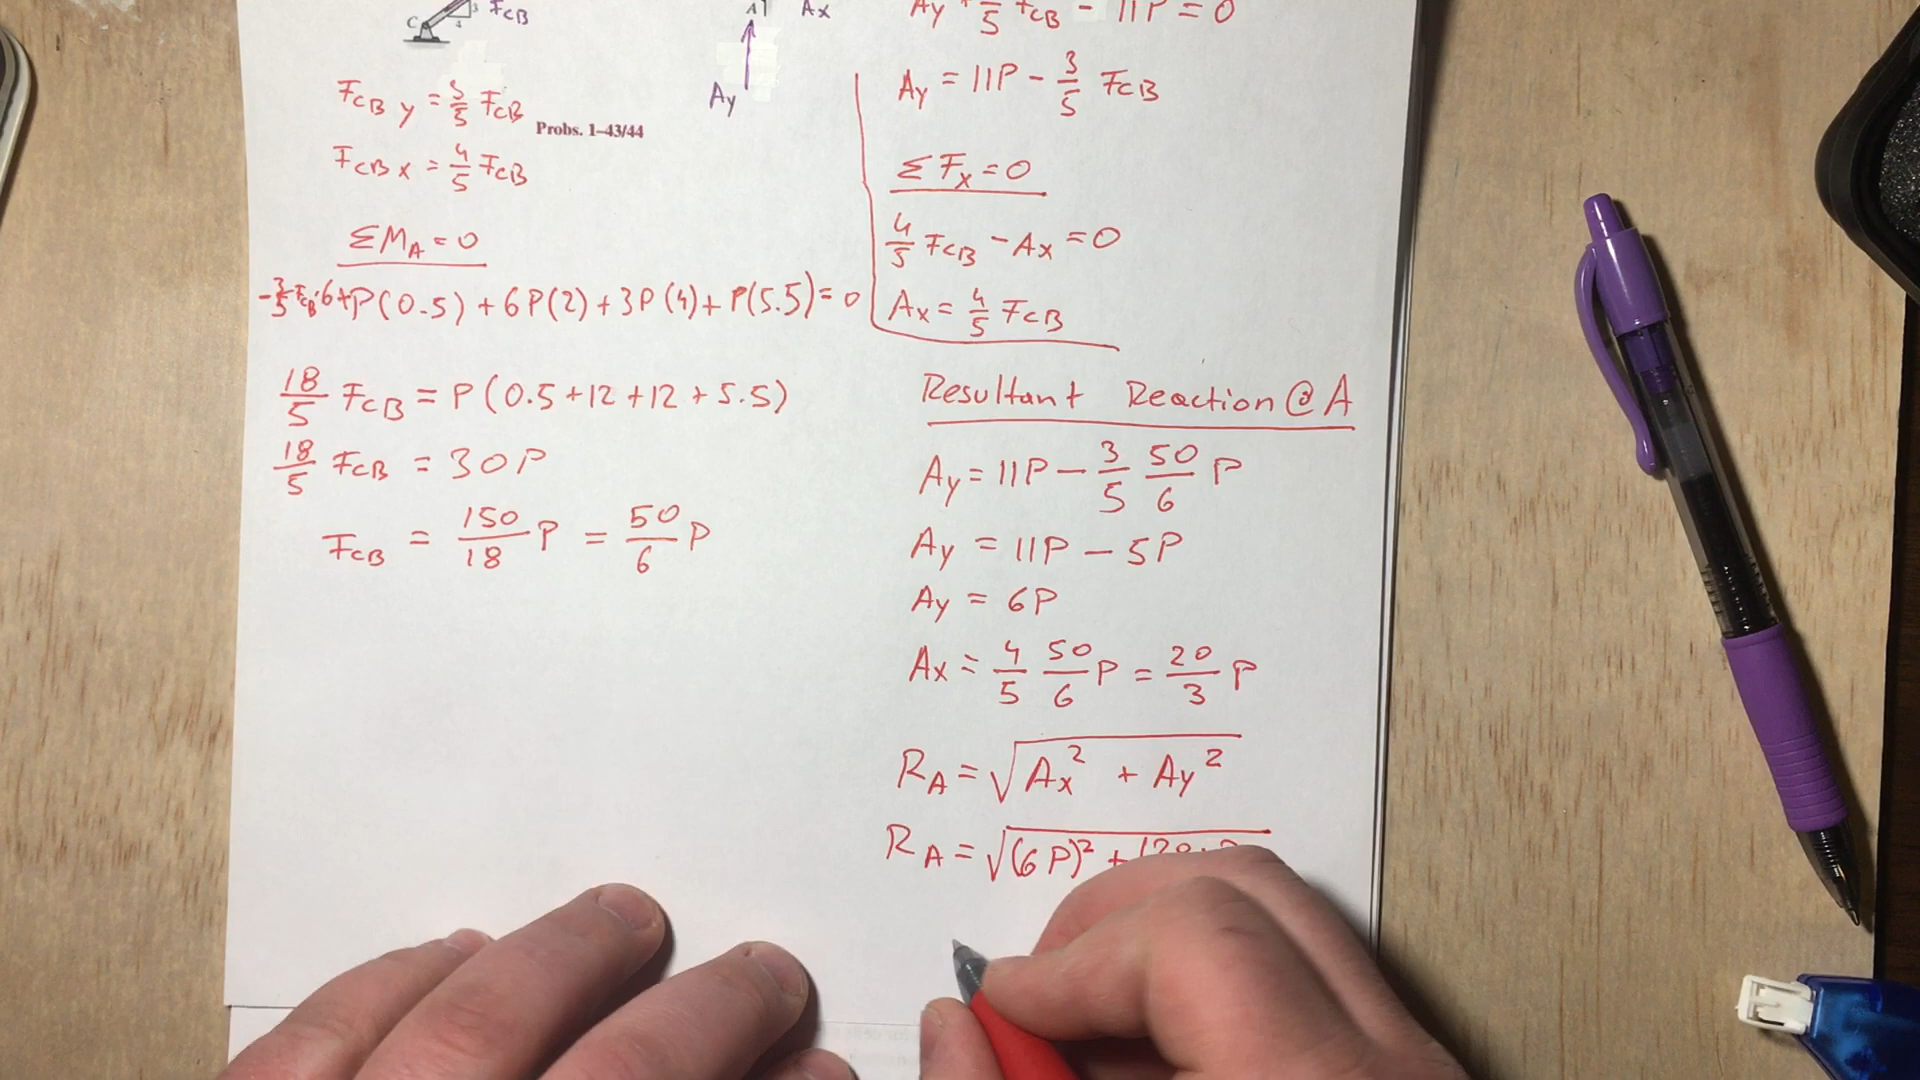 C 3 4 FCB
A Ax
Ay
FCB y = 3/5 FCB
Probs. 1–43/44
FCB x = 4/5 FCB
ΣMA = 0
-3/5 FCB·6 + P(0.5) + 6P(2) + 3P(4) + P(5.5) = 0
18/5 FCB = P(0.5 + 12 + 12 + 5.5)
18/5 FCB = 30P
FCB = 150/18 P = 50/6 P
Ay + 3/5 FCB - 11P = 0
Ay = 11P - 3/5 FCB
ΣFx = 0
4/5 FCB - Ax = 0
Ax = 4/5 FCB
Resultant Reaction @ A
Ay = 11P - 3/5 50/6 P
Ay = 11P - 5P
Ay = 6P
Ax = 4/5 50/6 P = 20/3 P
RA = √Ax² + Ay²
RA = √(6P)² +